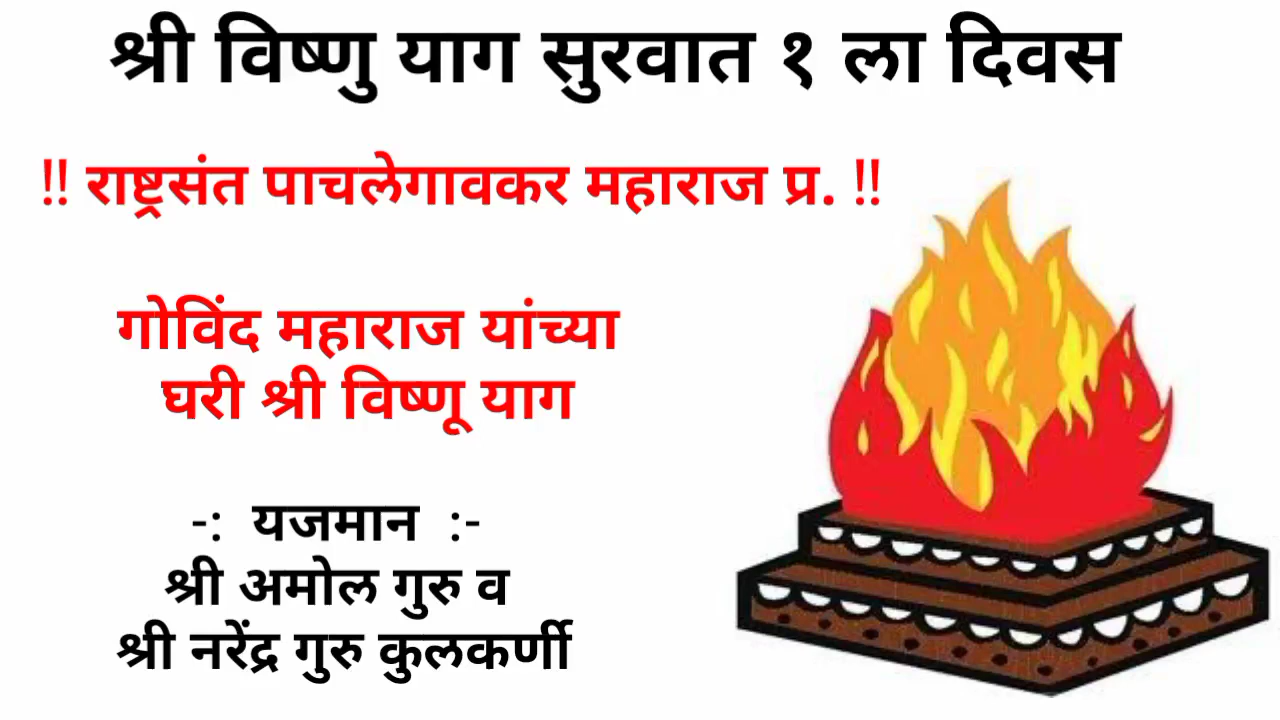 श्री विष्णु याग सुरवात १ ला दिवस
!! राष्ट्रसंत पाचलेगावकर महाराज प्र. !!
गोविंद महाराज यांच्या
घरी श्री विष्णू याग
-: यजमान :-
श्री अमोल गुरु व
श्री नरेंद्र गुरु कुलकर्णी